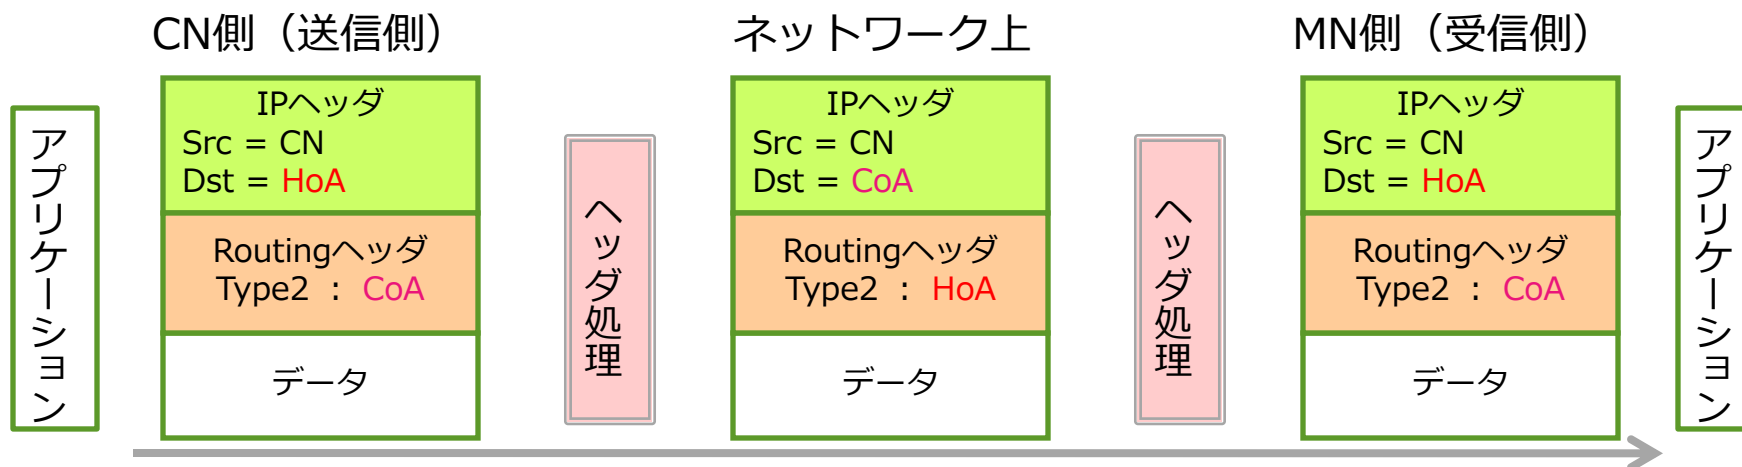 CN側（送信側）
ネットワーク上
MN側（受信側）
アプリケーション
IPヘッダ
Src = CN
Dst = HoA
Routingヘッダ
Type2 : CoA
データ
ヘッダ処理
IPヘッダ
Src = CN
Dst = CoA
Routingヘッダ
Type2 : HoA
データ
ヘッダ処理
IPヘッダ
Src = CN
Dst = HoA
Routingヘッダ
Type2 : CoA
データ
アプリケーション